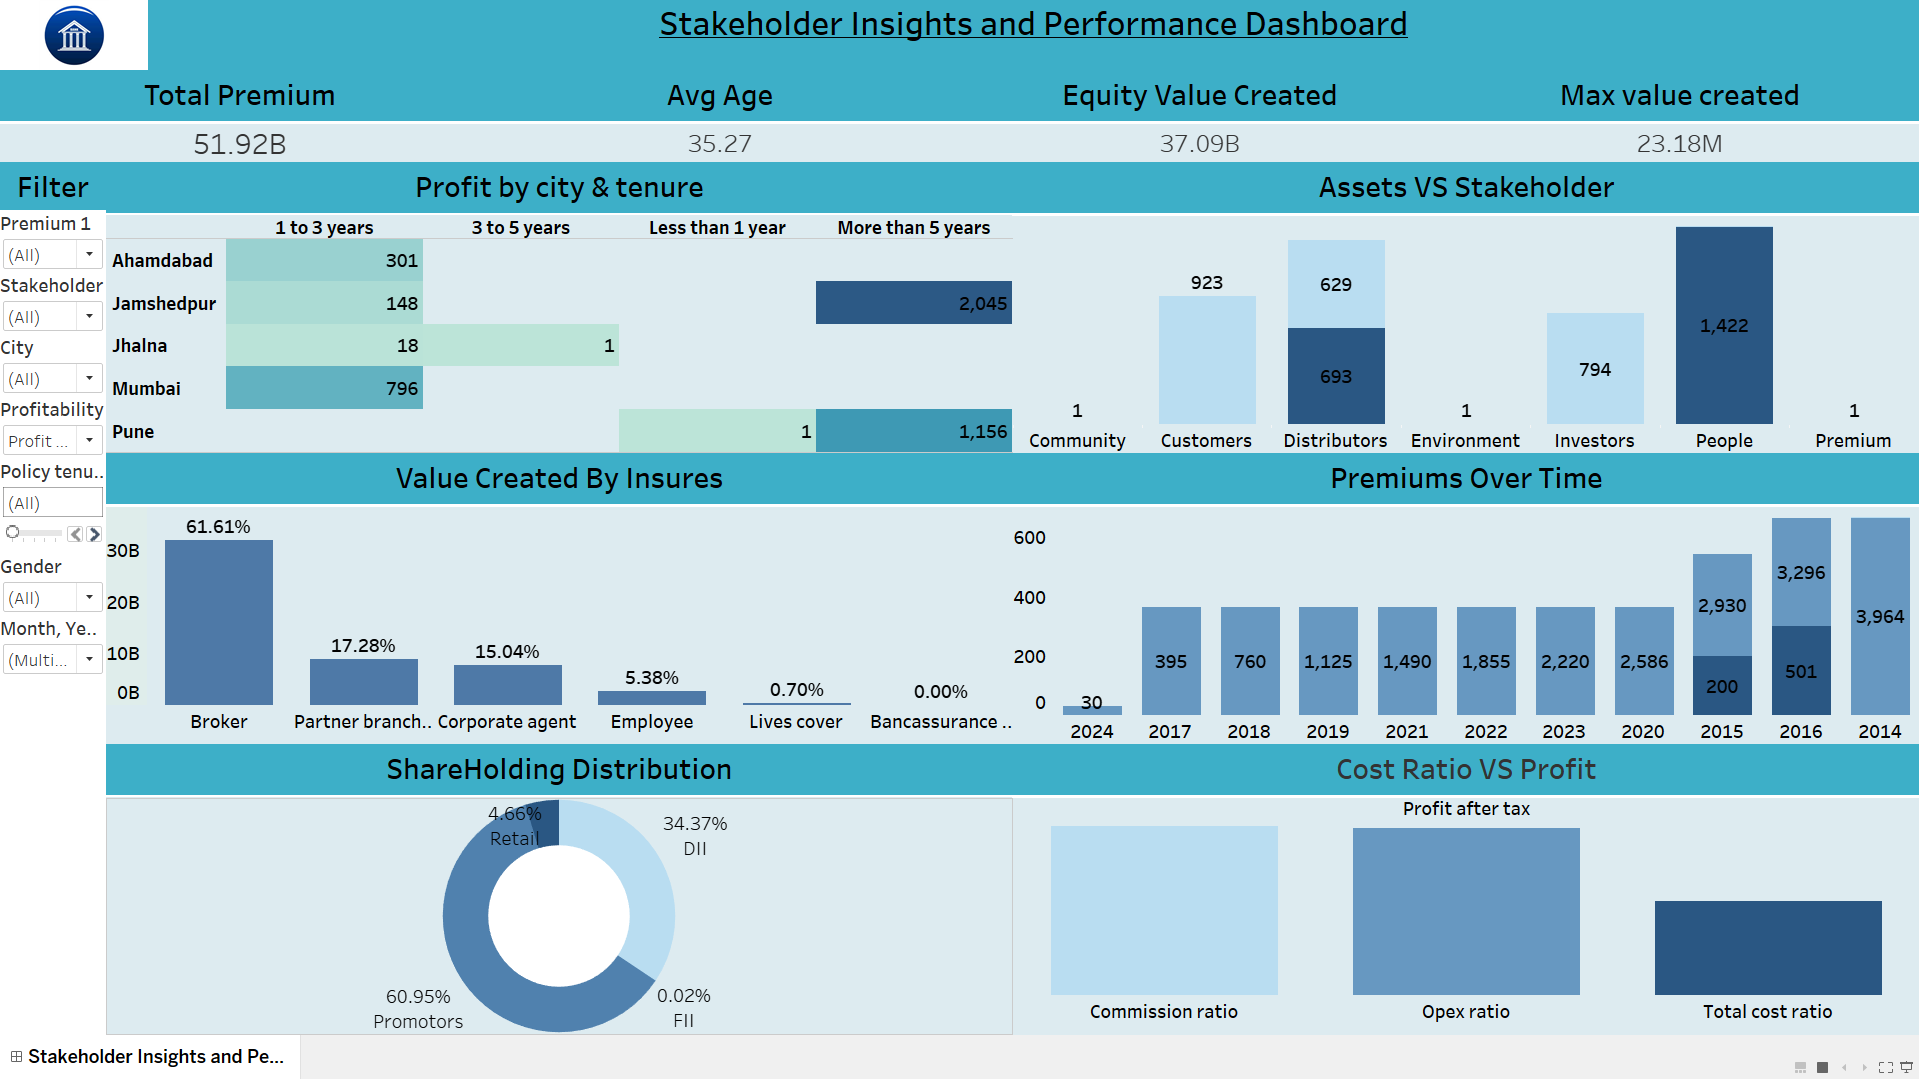 Stakeholder Insights and Performance Dashboard
Total Premium
Avg Age
Equity Value Created
Max value created
51.92B
35.27
37.09B
23.18M
Filter
Premium 1
(All)
Stakeholder
(All)
City
(All)
Profitability
Profit ...
Policy tenu..
(All)
Gender
(All)
Month, Ye..
(Multi...
Profit by city & tenure
1 to 3 years 3 to 5 years Less than 1 year More than 5 years
Ahamdabad 301
Jamshedpur 148 2,045
Jhalna 18 1
Mumbai 796
Pune 1 1,156
Assets VS Stakeholder
923
629
1,422
693
794
1 1 1
Community Customers Distributors Environment Investors People Premium
Value Created By Insures
61.61%
30B
20B
17.28%
15.04%
10B
5.38%
0.70%
0.00%
0B
Broker Partner branch.. Corporate agent Employee Lives cover Bancassurance ..
Premiums Over Time
600
400
200
0
30 395 760 1,125 1,490 1,855 2,220 2,586 2,930 200 3,296 501 3,964
2024 2017 2018 2019 2021 2022 2023 2020 2015 2016 2014
ShareHolding Distribution
4.66%
Retail
34.37%
DII
60.95%
Promotors
0.02%
FII
Cost Ratio VS Profit
Profit after tax
Commission ratio Opex ratio Total cost ratio
Stakeholder Insights and Pe...